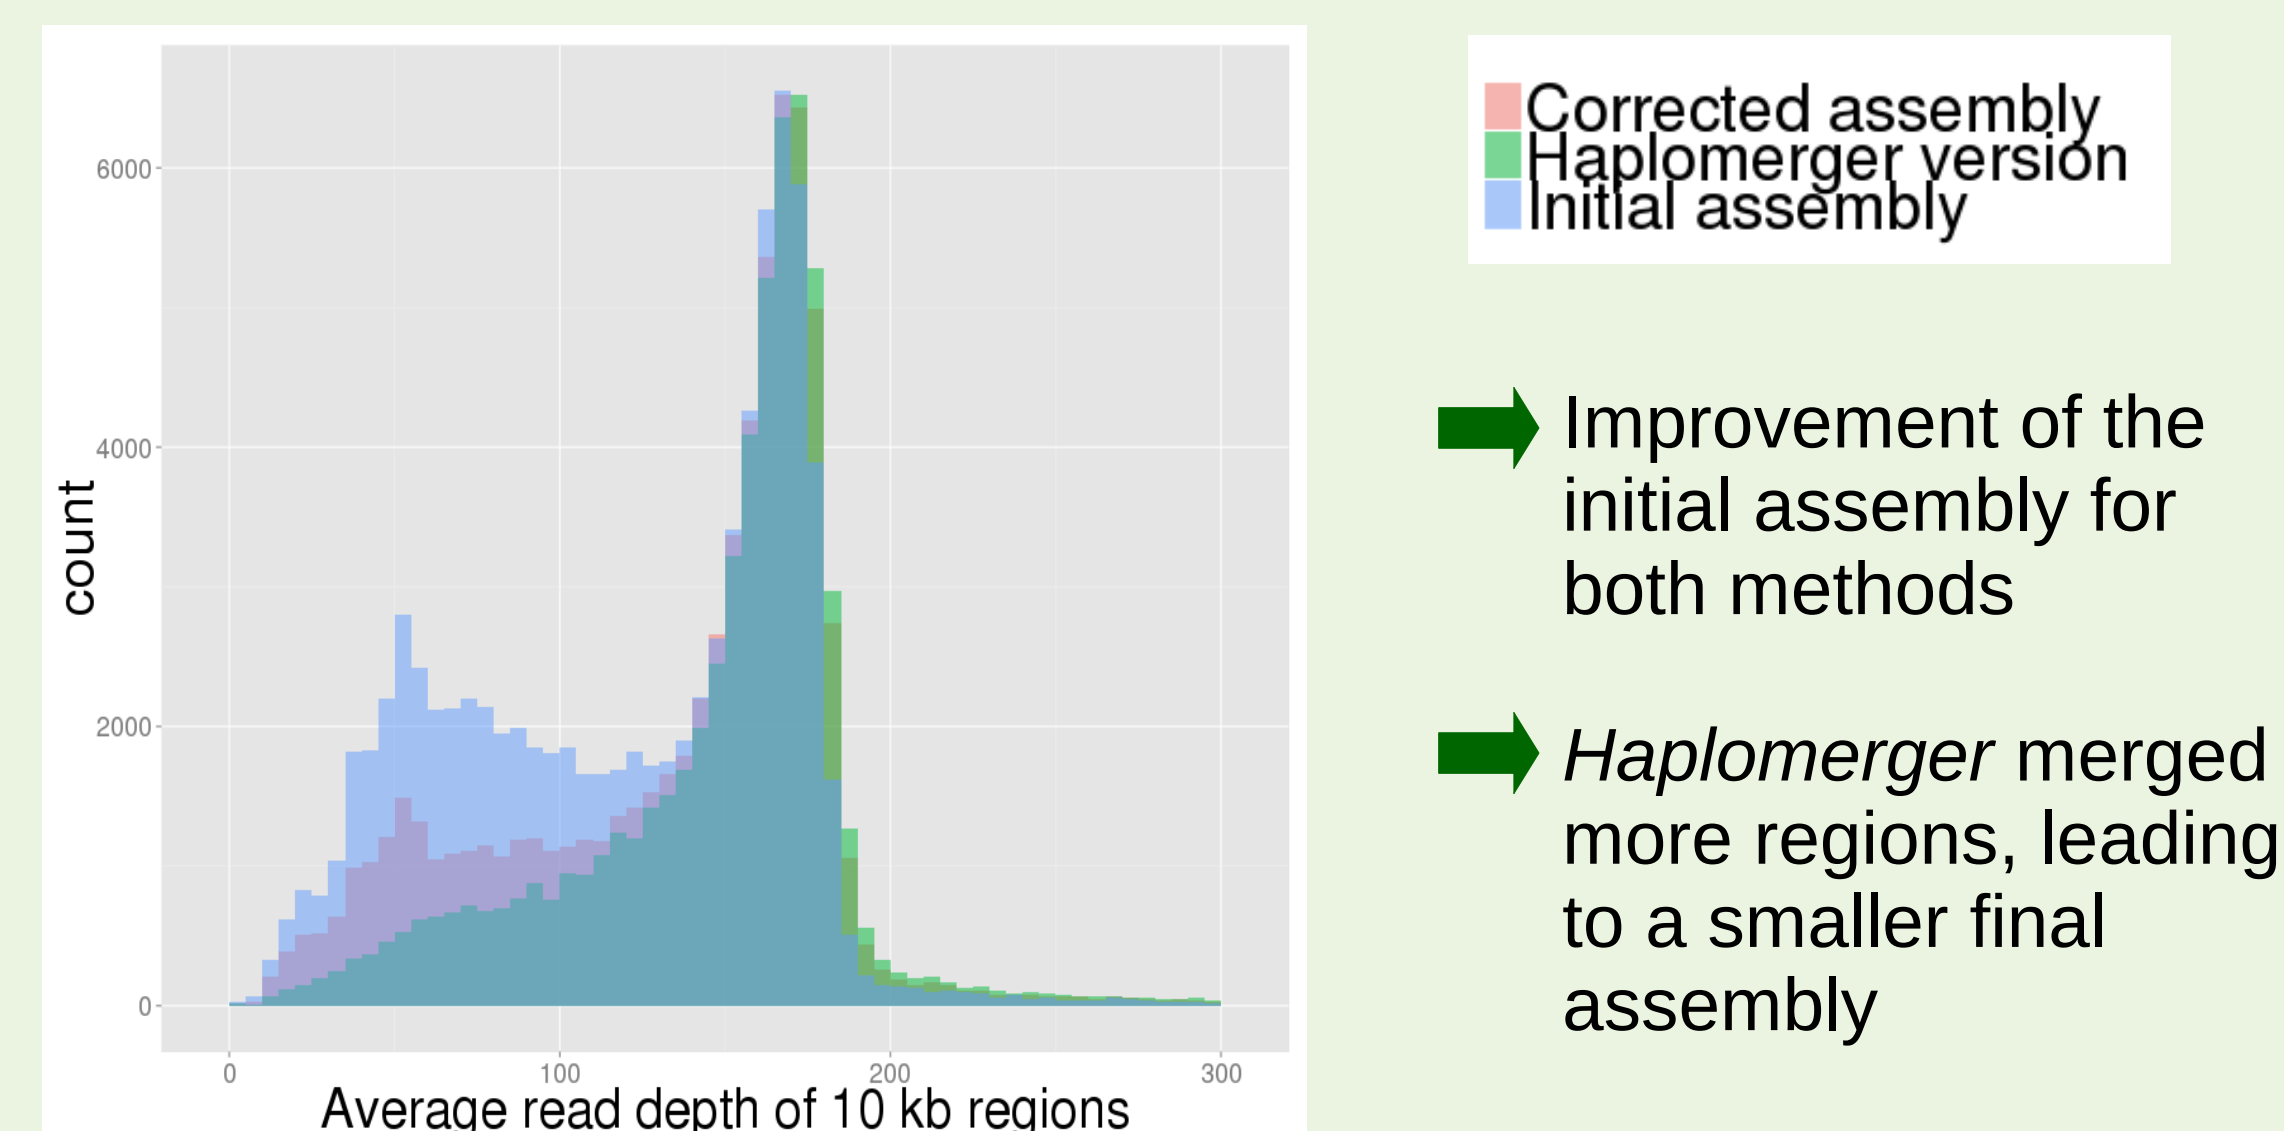 6000
4000
2000
0
count
0 100 200 300
Average read depth of 10 kb regions
Corrected assembly
Haplomerger version
Initial assembly
Improvement of the
initial assembly for
both methods
Haplomerger merged
more regions, leading
to a smaller final
assembly